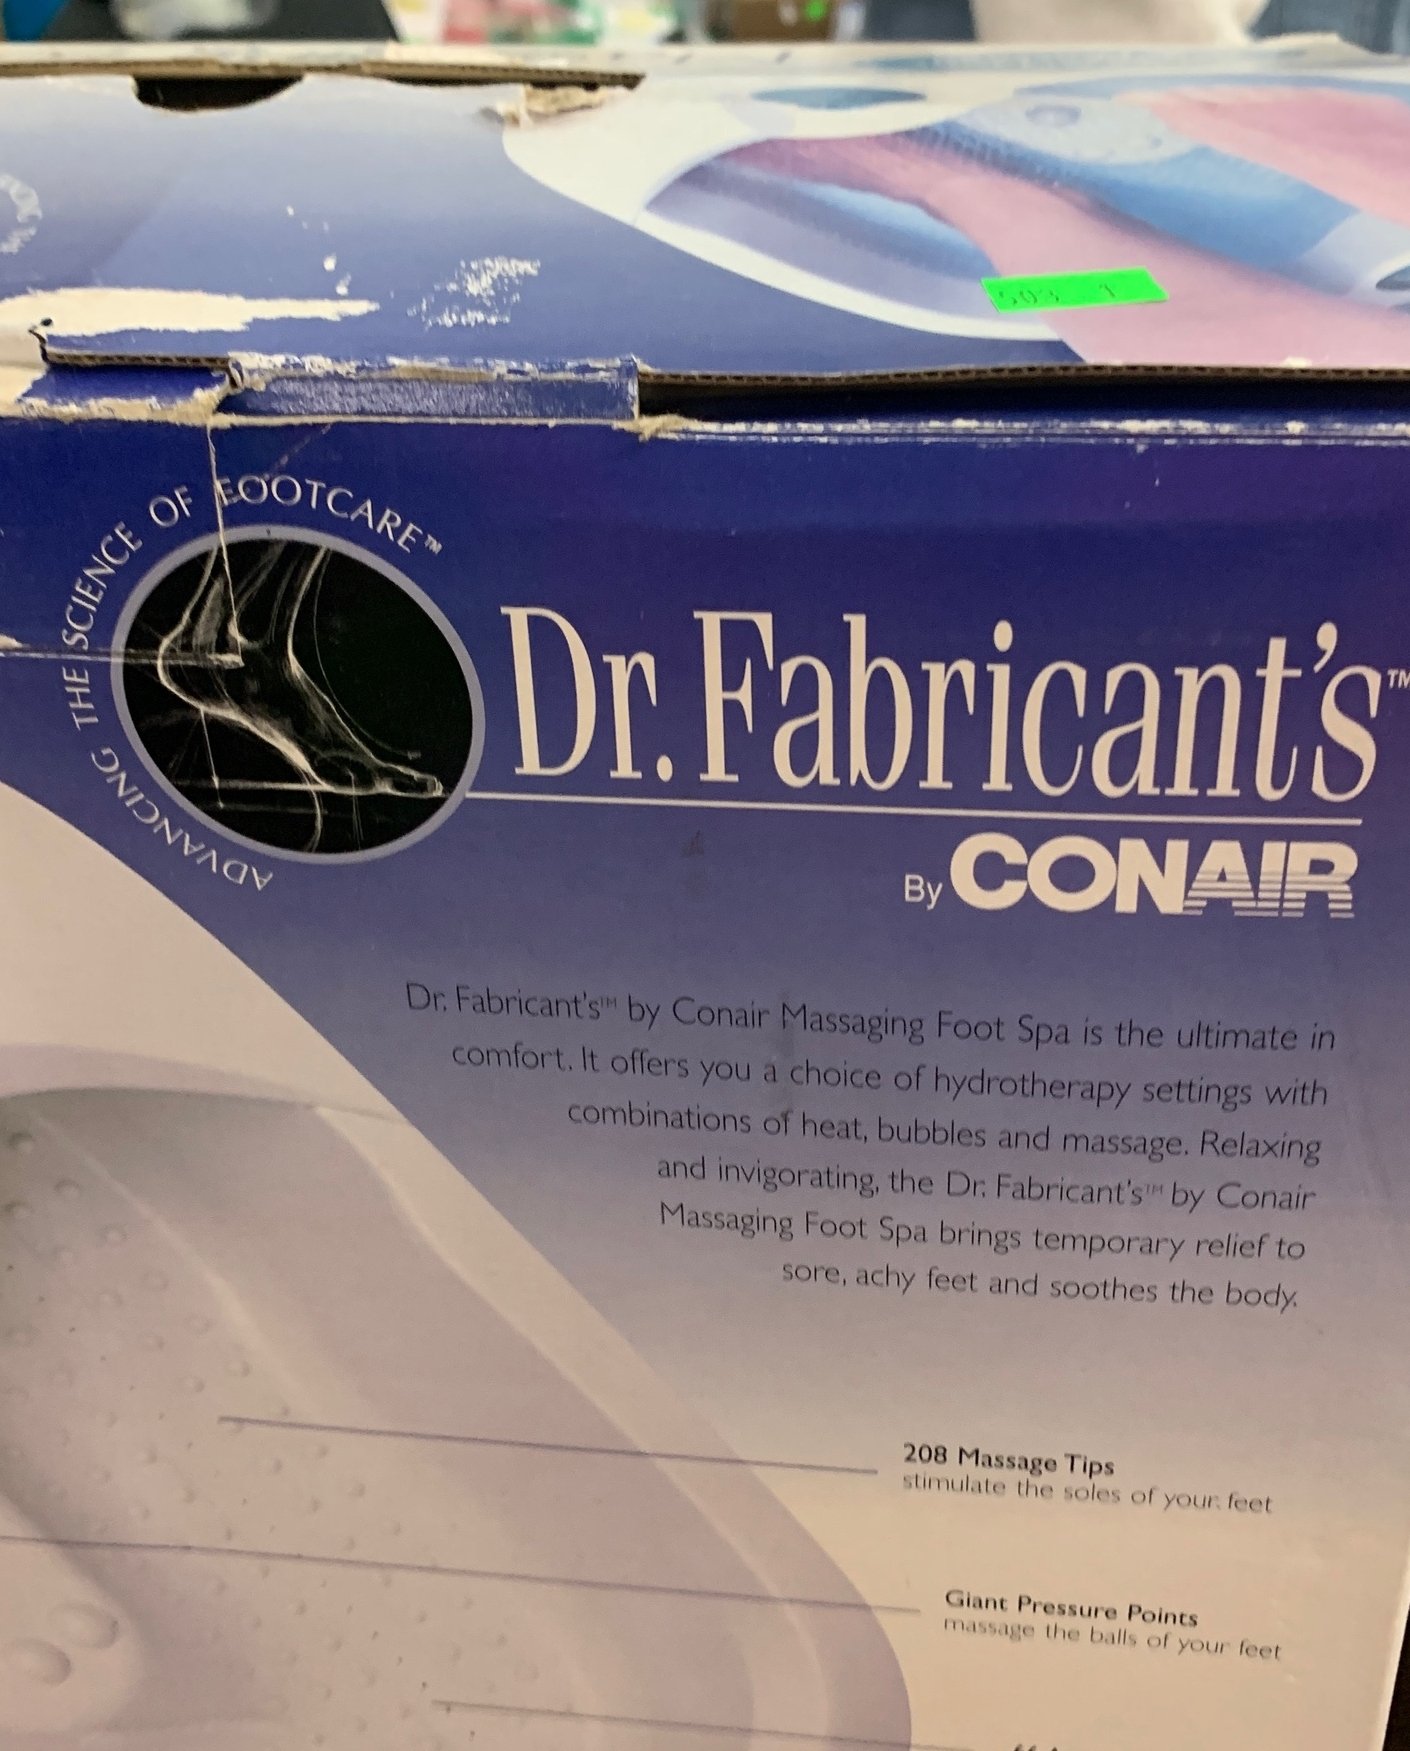 ADVANCING THE SCIENCE OF FOOTCARE™
Dr. Fabricant's™
By CONAIR
Dr. Fabricant's™ by Conair Massaging Foot Spa is the ultimate in
comfort. It offers you a choice of hydrotherapy settings with
combinations of heat, bubbles and massage. Relaxing
and invigorating, the Dr. Fabricant's™ by Conair
Massaging Foot Spa brings temporary relief to
sore, achy feet and soothes the body.
208 Massage Tips
stimulate the soles of your feet
Giant Pressure Points
massage the balls of your feet